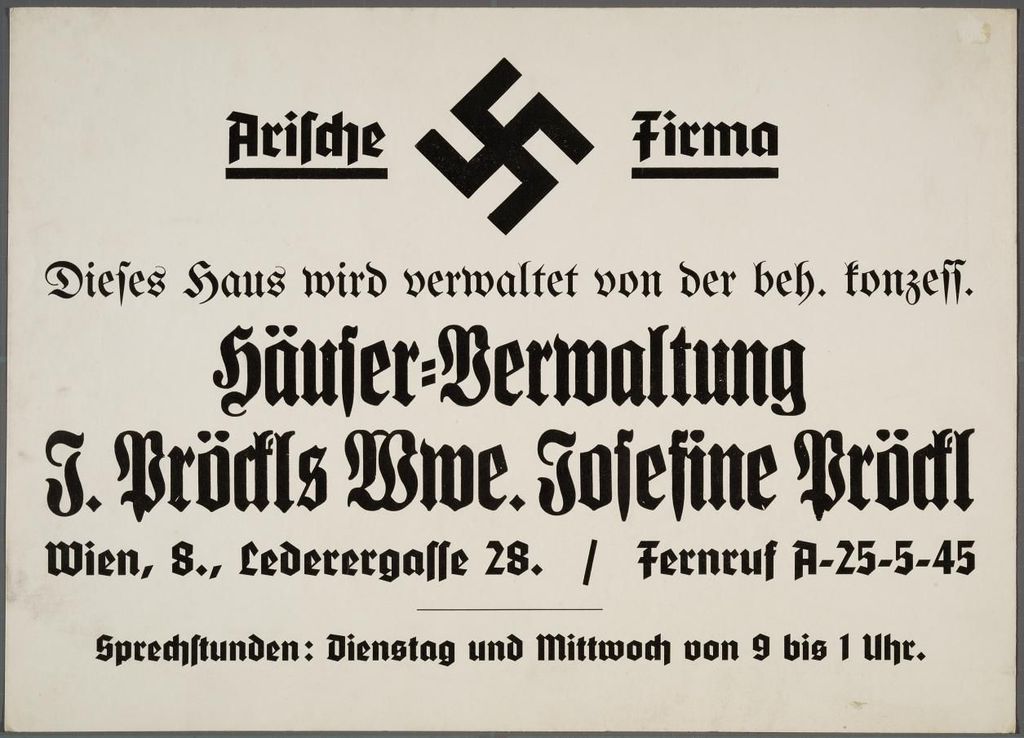 Arische Firma
Dieses Haus wird verwaltet von der beh. konzess.
Häuser-Verwaltung
J. Pröckls Wwe. Josefine Pröckl
Wien, 8., Lederergasse 28. / Fernruf A-25-5-45
Sprechstunden: Dienstag und Mittwoch von 9 bis 1 Uhr.